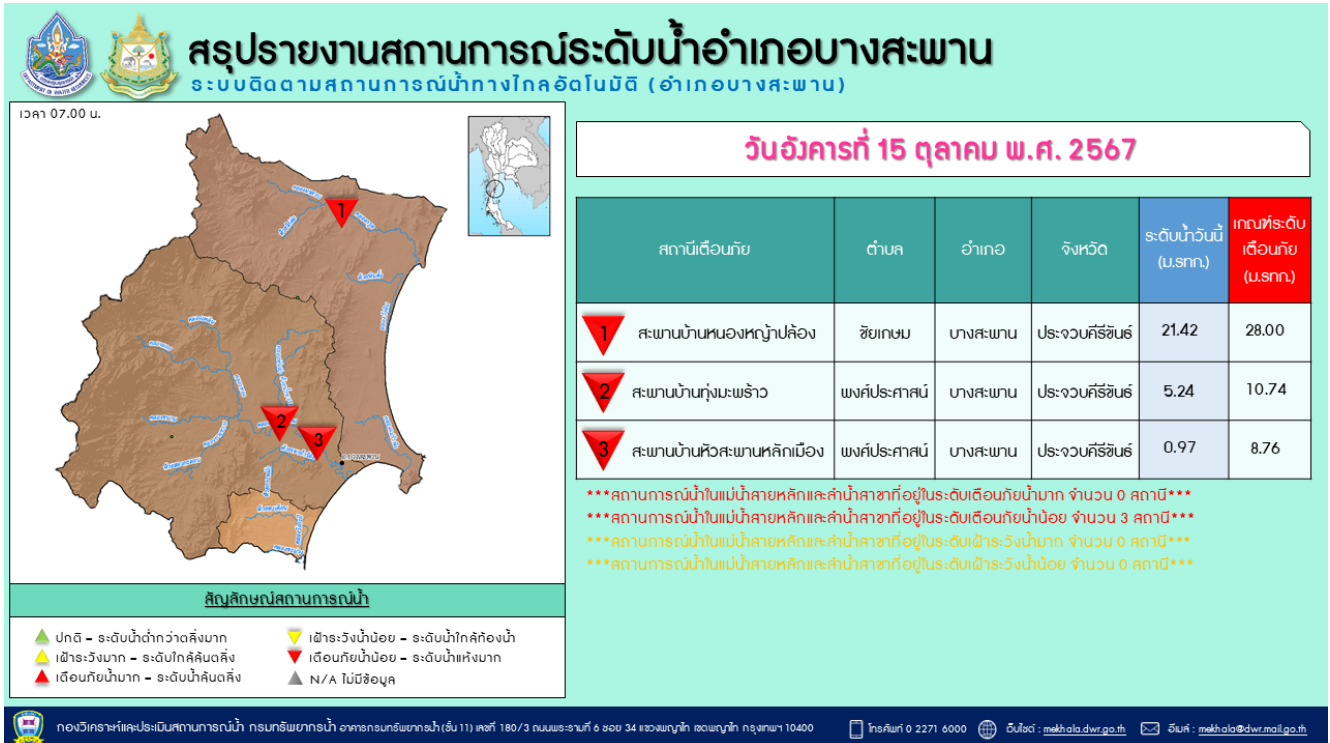 สรุปรายงานสถานการณ์ระดับน้ำอำเภอบางสะพาน
ระบบติดตามสถานการณ์น้ำทางไกลอัตโนมัติ (อำเภอบางสะพาน)
เวลา 07.00 น.
1
2
3
วันอังคารที่ 15 ตุลาคม พ.ศ. 2567
สถานีเตือนภัย ตำบล อำเภอ จังหวัด ระดับน้ำวันนี้ (ม.รทก.) เกณฑ์ระดับเตือนภัย (ม.รทก.)
1 สะพานบ้านหนองหญ้าปล้อง ชัยเกษม บางสะพาน ประจวบคีรีขันธ์ 21.42 28.00
2 สะพานบ้านทุ่งมะพร้าว พงศ์ประศาสน์ บางสะพาน ประจวบคีรีขันธ์ 5.24 10.74
3 สะพานบ้านหัวสะพานหลักเมือง พงศ์ประศาสน์ บางสะพาน ประจวบคีรีขันธ์ 0.97 8.76
***สถานการณ์น้ำในแม่น้ำสายหลักและลำน้ำสาขาที่อยู่ในระดับเตือนภัยน้ำมาก จำนวน 0 สถานี***
***สถานการณ์น้ำในแม่น้ำสายหลักและลำน้ำสาขาที่อยู่ในระดับเตือนภัยน้ำน้อย จำนวน 3 สถานี***
***สถานการณ์น้ำในแม่น้ำสายหลักและลำน้ำสาขาที่อยู่ในระดับเฝ้าระวังน้ำมาก จำนวน 0 สถานี***
***สถานการณ์น้ำในแม่น้ำสายหลักและลำน้ำสาขาที่อยู่ในระดับเฝ้าระวังน้ำน้อย จำนวน 0 สถานี***
สัญลักษณ์สถานการณ์น้ำ
ปกติ - ระดับน้ำต่ำกว่าตลิ่งมาก เฝ้าระวังน้ำน้อย - ระดับน้ำใกล้ท้องน้ำ
เฝ้าระวังมาก - ระดับใกล้ล้นตลิ่ง เตือนภัยน้ำน้อย - ระดับน้ำแห้งมาก
เตือนภัยน้ำมาก - ระดับน้ำล้นตลิ่ง N/A ไม่มีข้อมูล
กองวิเคราะห์และประเมินสถานการณ์น้ำ กรมทรัพยากรน้ำ อาคารกรมทรัพยากรน้ำ (ชั้น 11) เลขที่ 180/3 ถนนพระรามที่ 6 ซอย 34 แขวงพญาไท เขตพญาไท กรุงเทพฯ 10400 โทรศัพท์ 0 2271 6000 เว็บไซต์ : mekhala.dwr.go.th อีเมล์ : mekhala@dwr.mail.go.th